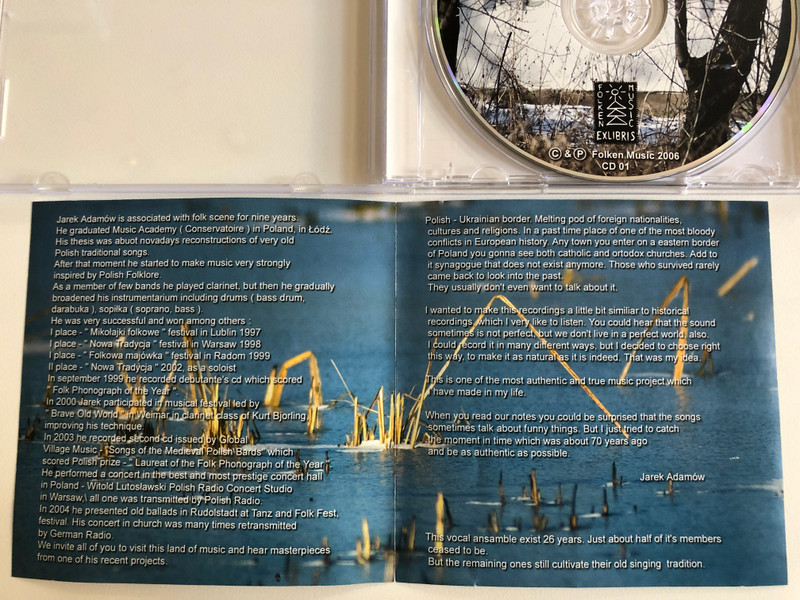 FOLKEN
MUSIC
EXLIBRIS
© & ℗ Folken Music 2006
CD 01
Jarek Adamów is associated with folk scene for nine years.
He graduated Music Academy ( Conservatoire ) in Poland, in Łódź.
His thesis was abuot novadays reconstructions of very old
Polish traditional songs.
After that moment he started to make music very strongly
inspired by Polish Folklore.
As a member of few bands he played clarinet, but then he gradually
broadened his instrumentarium including drums ( bass drum,
darabuka ), sopiłka ( soprano, bass ).
He was very successful and won among others :
I place - " Mikołajki folkowe " festival in Lublin 1997
I place - " Nowa Tradycja " festival in Warsaw 1998
I place - " Folkowa majówka " festival in Radom 1999
II place - " Nowa Tradycja " 2002, as a soloist
In september 1999 he recorded debutante's cd which scored
" Folk Phonograph of the Year "
In 2000 Jarek participated in musical festival led by
" Brave Old World " in Weimar in clarinet class of Kurt Bjorling,
improving his technique.
In 2003 he recorded second cd issued by Global
Village Music - " Songs of the Medieval Polish Bards" which
scored Polish prize - " Laureat of the Folk Phonograph of the Year "
He performed a concert in the best and most prestige concert hall
in Poland - Witold Lutosławski Polish Radio Concert Studio
in Warsaw,( all one was transmitted by Polish Radio.
In 2004 he presented old ballads in Rudolstadt at Tanz and Folk Fest,
festival. His concert in church was many times retransmitted
by German Radio.
We invite all of you to visit this land of music and hear masterpieces
from one of his recent projects.
Polish - Ukrainian border. Melting pod of foreign nationalities,
cultures and religions. In a past time place of one of the most bloody
conflicts in European history. Any town you enter on a eastern border
of Poland you gonna see both catholic and ortodox churches. Add to
it synagogue that does not exist anymore. Those who survived rarely
came back to look into the past.
They usually don't even want to talk about it.
I wanted to make this recordings a little bit similiar to historical
recordings which I very like to listen. You could hear that the sound
sometimes is not perfect, but we don't live in a perfect world, also.
I could record it in many different ways, but I decided to choose right
this way, to make it as natural as it is indeed. That was my idea.
This is one of the most authentic and true music project which
I have made in my life.
When you read our notes you could be surprised that the songs
sometimes talk about funny things. But I just tried to catch
the moment in time which was about 70 years ago
and be as authentic as possible.
Jarek Adamów
This vocal ansamble exist 26 years. Just about half of it's members
ceased to be.
But the remaining ones still cultivate their old singing tradition.